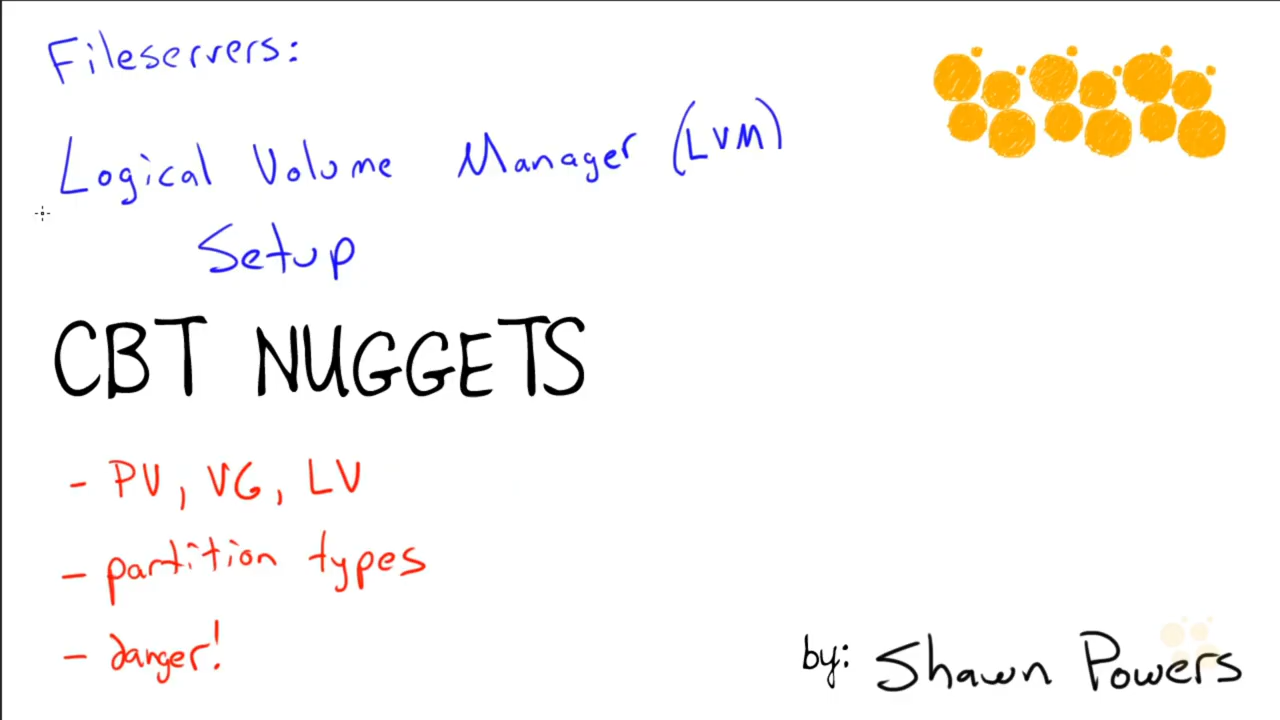 Fileservers:
Logical Volume Manager (LVM)
Setup
CBT NUGGETS
- PV, VG, LV
- partition types
- danger!
by: Shawn Powers